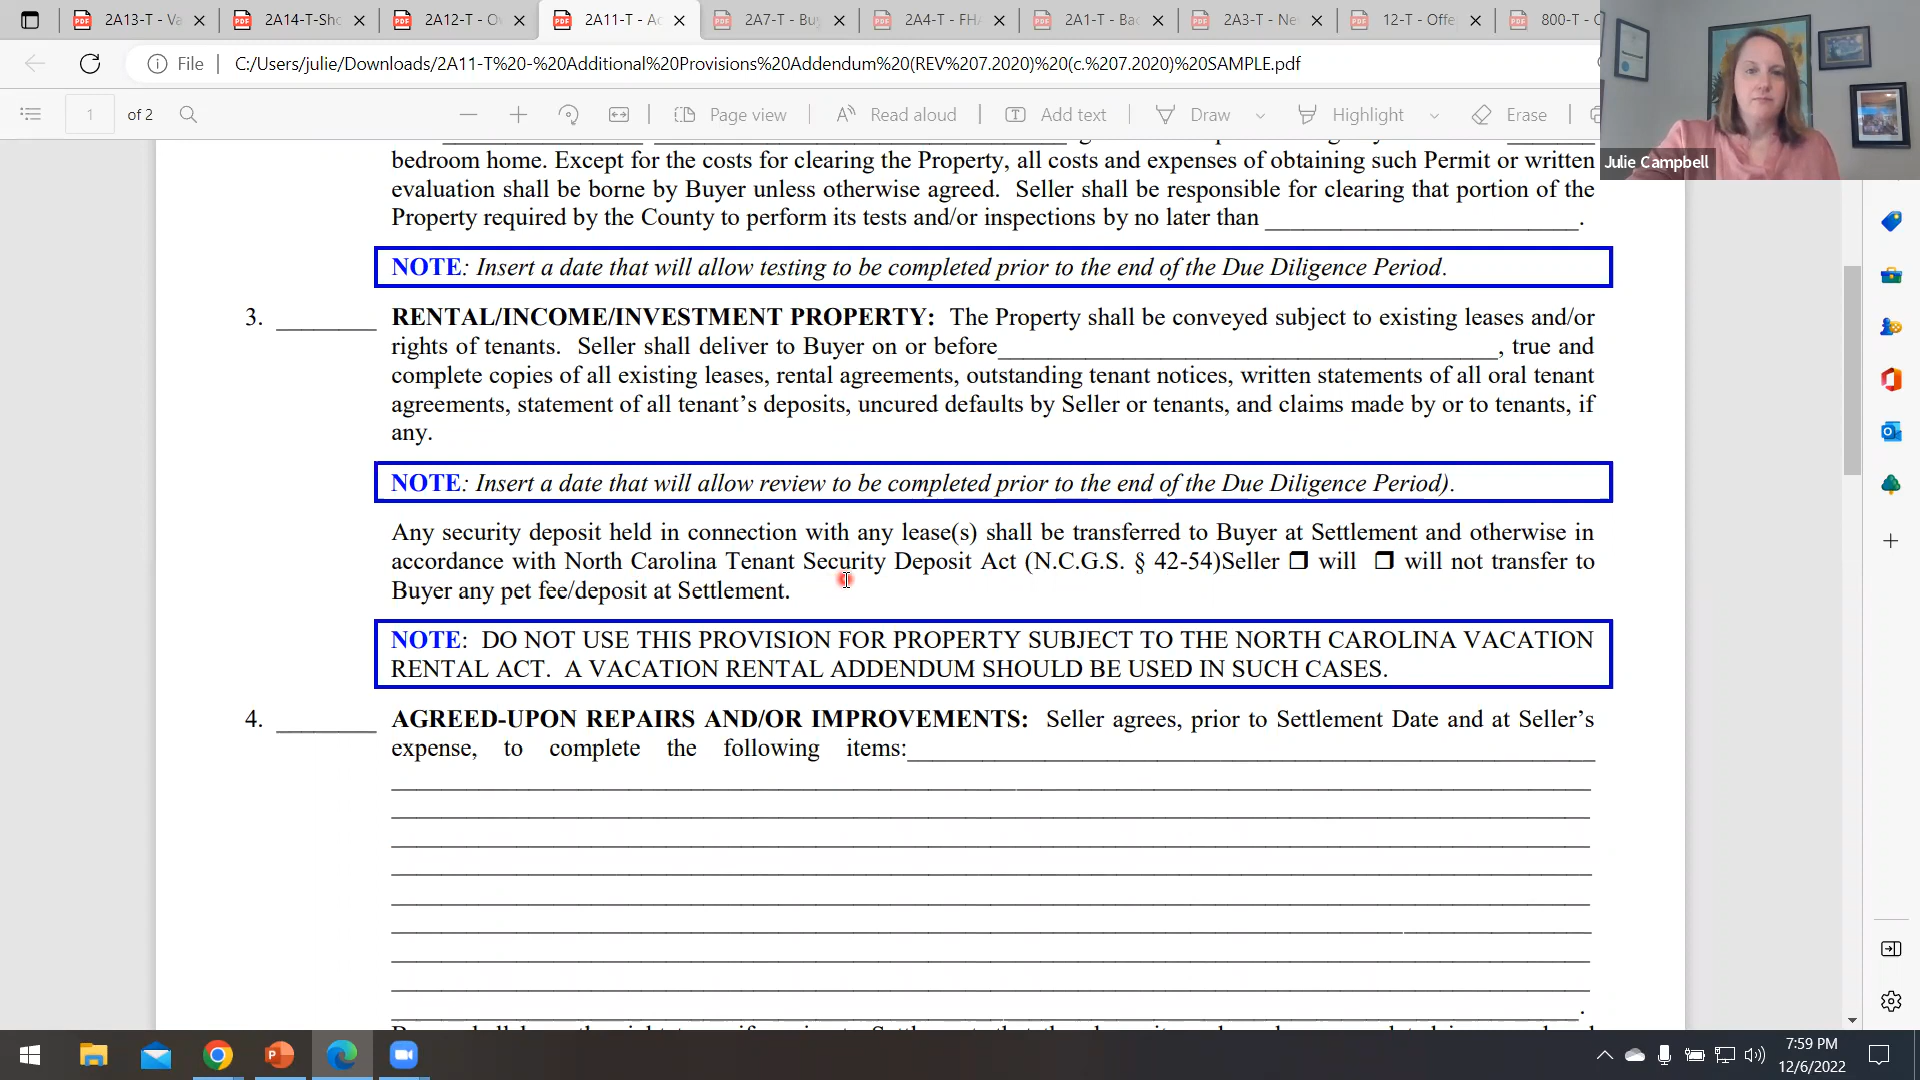 2A13-T - Va
2A14-T-Sho
2A12-T - O
2A11-T - Ad
2A7-T - Buy
2A4-T - FHA
2A1-T - Bac
2A3-T - Ne
12-T - Offe
800-T - C
File
C:/Users/julie/Downloads/2A11-T%20-%20Additional%20Provisions%20Addendum%20(REV%207.2020)%20(c.%207.2020)%20SAMPLE.pdf
1 of 2
Page view
Read aloud
Add text
Draw
Highlight
Erase
Julie Campbell
bedroom home. Except for the costs for clearing the Property, all costs and expenses of obtaining such Permit or written
evaluation shall be borne by Buyer unless otherwise agreed. Seller shall be responsible for clearing that portion of the
Property required by the County to perform its tests and/or inspections by no later than _________________________.
NOTE: Insert a date that will allow testing to be completed prior to the end of the Due Diligence Period.
3. ________ RENTAL/INCOME/INVESTMENT PROPERTY: The Property shall be conveyed subject to existing leases and/or
rights of tenants. Seller shall deliver to Buyer on or before________________________________________, true and
complete copies of all existing leases, rental agreements, outstanding tenant notices, written statements of all oral tenant
agreements, statement of all tenant's deposits, uncured defaults by Seller or tenants, and claims made by or to tenants, if
any.
NOTE: Insert a date that will allow review to be completed prior to the end of the Due Diligence Period).
Any security deposit held in connection with any lease(s) shall be transferred to Buyer at Settlement and otherwise in
accordance with North Carolina Tenant Security Deposit Act (N.C.G.S. § 42-54)Seller ❒ will ❒ will not transfer to
Buyer any pet fee/deposit at Settlement.
NOTE: DO NOT USE THIS PROVISION FOR PROPERTY SUBJECT TO THE NORTH CAROLINA VACATION
RENTAL ACT. A VACATION RENTAL ADDENDUM SHOULD BE USED IN SUCH CASES.
4. ________ AGREED-UPON REPAIRS AND/OR IMPROVEMENTS: Seller agrees, prior to Settlement Date and at Seller's
expense, to complete the following items:
7:59 PM
12/6/2022